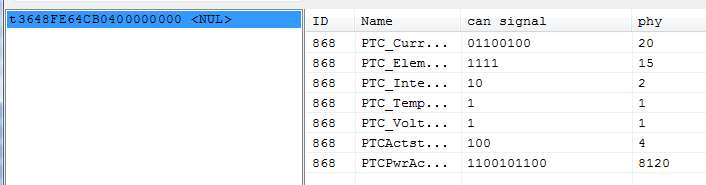 t3648FE64CB0400000000 <NUL>
ID Name can signal phy
868 PTC_Curr... 01100100 20
868 PTC_Elem... 1111 15
868 PTC_Inte... 10 2
868 PTC_Temp... 1 1
868 PTC_Volt... 1 1
868 PTCActst... 100 4
868 PTCPwrAc... 1100101100 8120